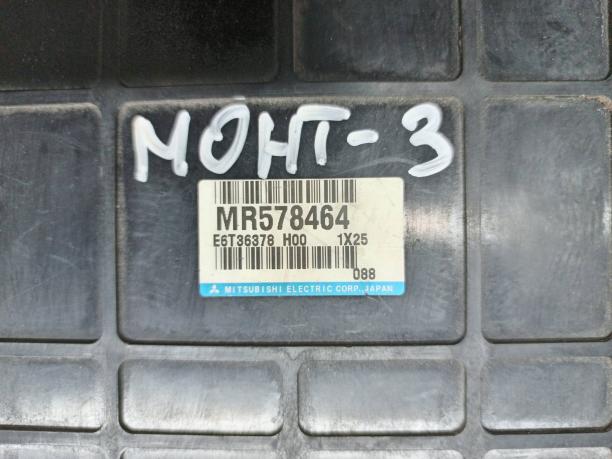 МОНТ-3
MR578464
E6T36378 H00 1X25
088
MITSUBISHI ELECTRIC CORP., JAPAN